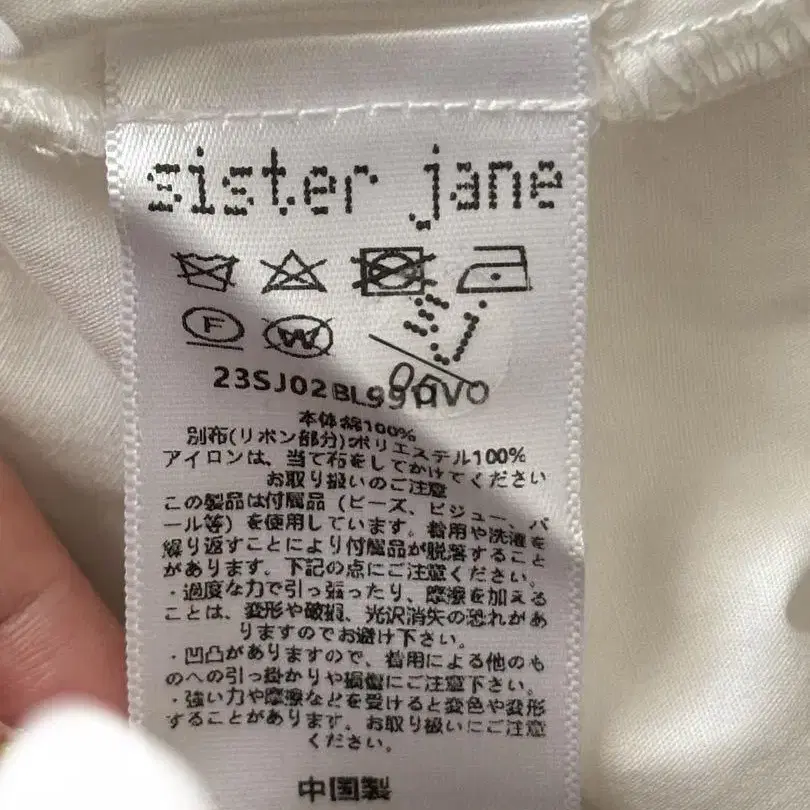 sister jane
F W
23SJ02BL99
本体綿100%
別布(リボン部分)ポリエステル100%
アイロンは、当て布をしてかけてください
お取り扱いのご注意
この製品は付属品（ビーズ、ビジュー、パ
ール等）を使用しています。着用や洗濯を
繰り返すことにより付属品が脱落すること
があります。下記の点にご注意ください。
・過度な力で引っ張ったり、摩擦を加える
ことは、変形や破損、光沢消失の恐れがあ
りますのでお避け下さい。
・凹凸がありますので、着用による他のも
のへの引っ掛かりや損傷にご注意下さい。
・強い力や摩擦などを受けると変色や変形
することがあります。お取り扱いにご注意
ください。
中国製